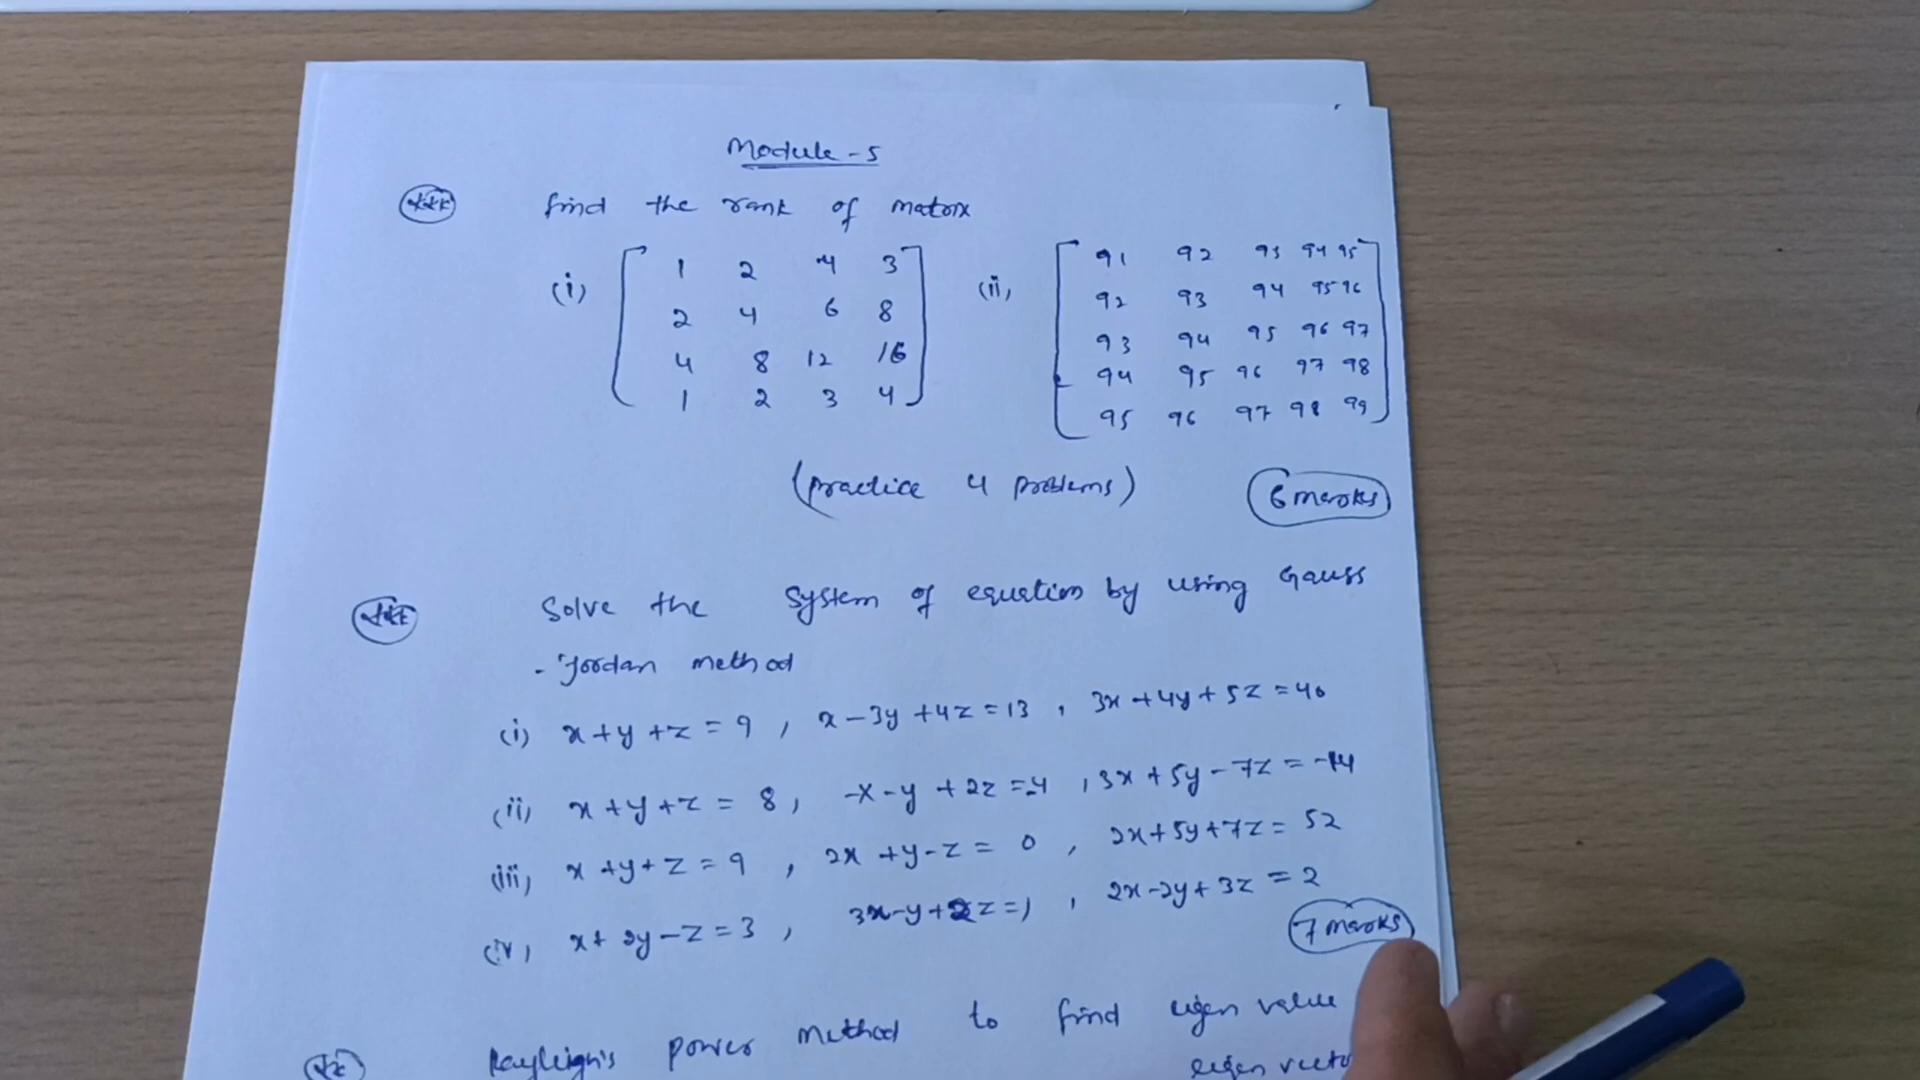 Module-5
*** find the rank of matrix
(i) [ 1 2 4 3 (ii) [ 91 92 93 94 95 ]
2 4 6 8 92 93 94 95 96
4 8 12 16 93 94 95 96 97
1 2 3 4 ] 94 95 96 97 98
95 96 97 98 99 ]
(practice 4 problems) 6 marks
*** Solve the system of equation by using Gauss
- Jordan method
(i) x+y+z=9, x-3y+4z=13, 3x+4y+5z=40
(ii) x+y+z=8, -x-y+2z=-4, 3x+5y-7z=-14
(iii) x+y+z=9, 2x+y-z=0, 2x+5y+7z=52
(iv) x+2y-z=3, 3x-y+2z=1, 2x-2y+3z=2
7 marks
Rayleigh's power method to find eigen value
eigen vecto